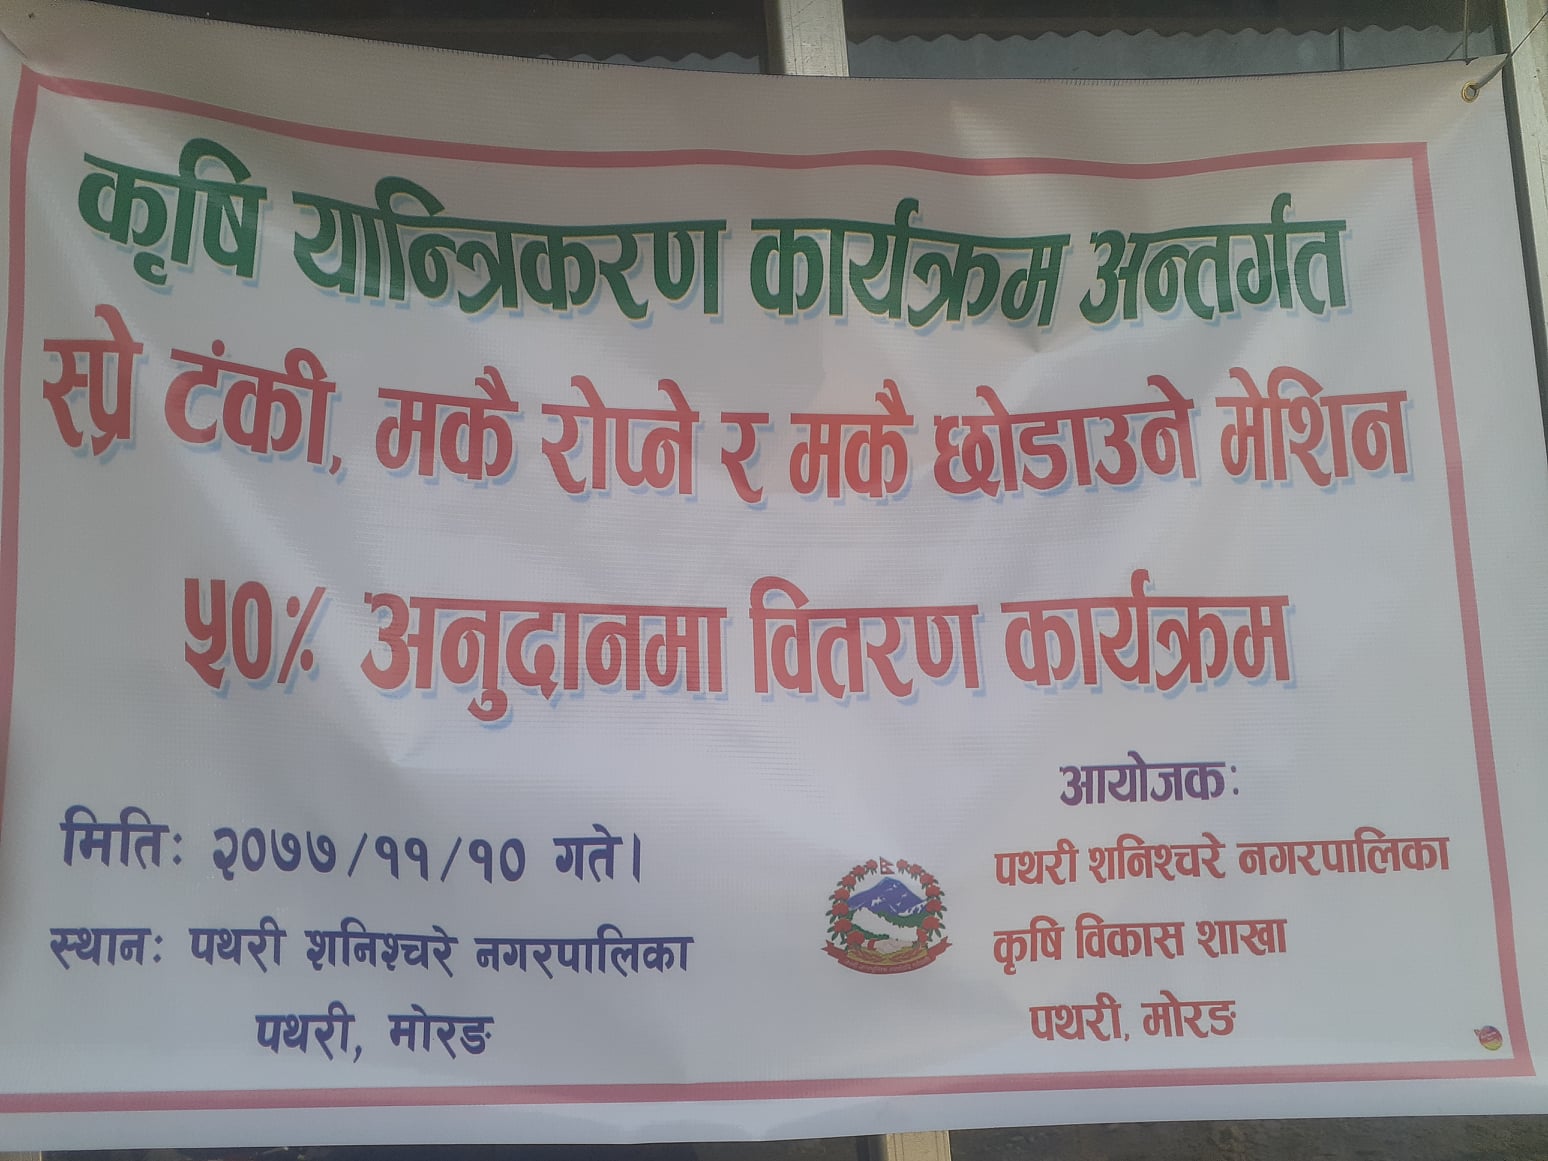 कृषि यान्त्रिकरण कार्यक्रम अन्तर्गत
स्प्रे टंकी, मकै रोप्ने र मकै छोडाउने मेशिन
५०% अनुदानमा वितरण कार्यक्रम
मितिः २०७७/११/१० गते।
स्थानः पथरी शनिश्चरे नगरपालिका
पथरी, मोरङ
आयोजकः
पथरी शनिश्चरे नगरपालिका
कृषि विकास शाखा
पथरी, मोरङ